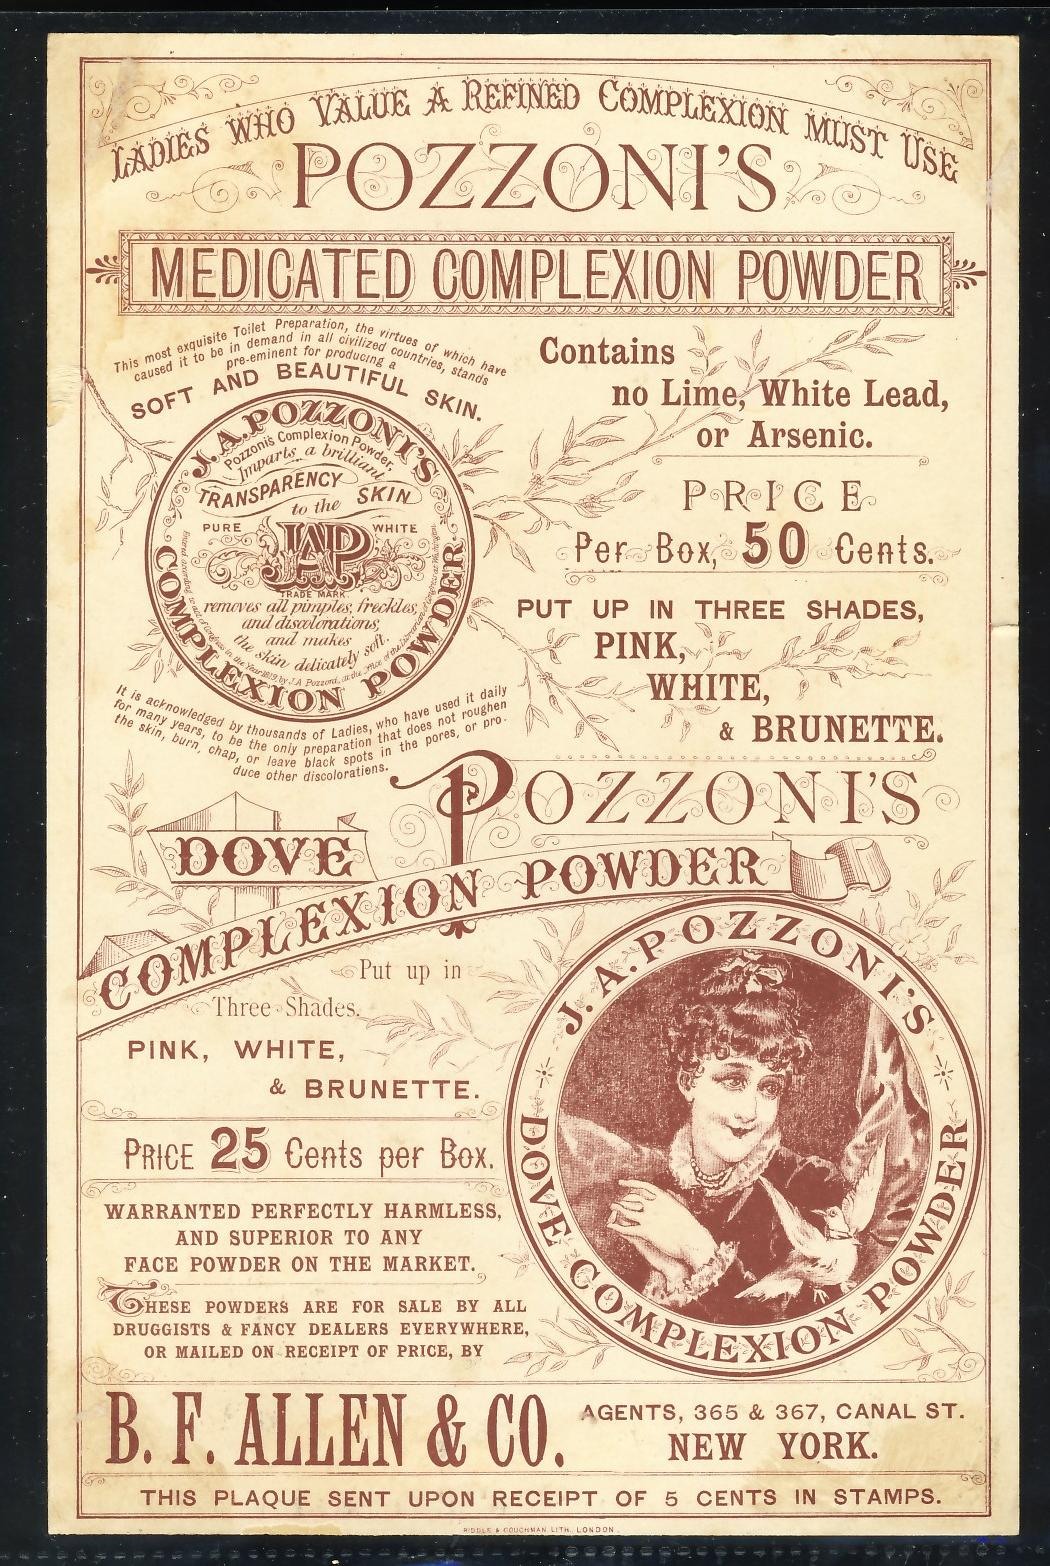 LADIES WHO VALUE A REFINED COMPLEXION MUST USE
POZZONI'S
MEDICATED COMPLEXION POWDER
This most exquisite Toilet Preparation, the virtues of which have
caused it to be in demand in all civilized countries, stands
pre-eminent for producing a
SOFT AND BEAUTIFUL SKIN.
J.A. POZZONI'S
Pozzoni's Complexion Powder,
Imparts a brilliant
TRANSPARENCY
to the SKIN
PURE WHITE
JAP
TRADE MARK
removes all pimples, freckles,
and discolorations,
and makes
the skin delicately soft.
COMPLEXION POWDER
It is acknowledged by thousands of Ladies, who have used it daily
for many years, to be the only preparation that does not roughen
the skin, burn, chap, or leave black spots in the pores, or pro-
duce other discolorations.
Contains
no Lime, White Lead,
or Arsenic.
PRICE
Per Box, 50 Cents.
PUT UP IN THREE SHADES,
PINK,
WHITE,
& BRUNETTE.
POZZONI'S
DOVE
COMPLEXION POWDER
Put up in
Three Shades.
PINK, WHITE,
& BRUNETTE.
PRICE 25 Cents per Box.
WARRANTED PERFECTLY HARMLESS,
AND SUPERIOR TO ANY
FACE POWDER ON THE MARKET.
THESE POWDERS ARE FOR SALE BY ALL
DRUGGISTS & FANCY DEALERS EVERYWHERE,
OR MAILED ON RECEIPT OF PRICE, BY
J. A. POZZONI'S
DOVE COMPLEXION POWDER
B. F. ALLEN & CO.
AGENTS, 365 & 367, CANAL ST.
NEW YORK.
THIS PLAQUE SENT UPON RECEIPT OF 5 CENTS IN STAMPS.
RIDDLE & COUCHMAN LITH. LONDON.